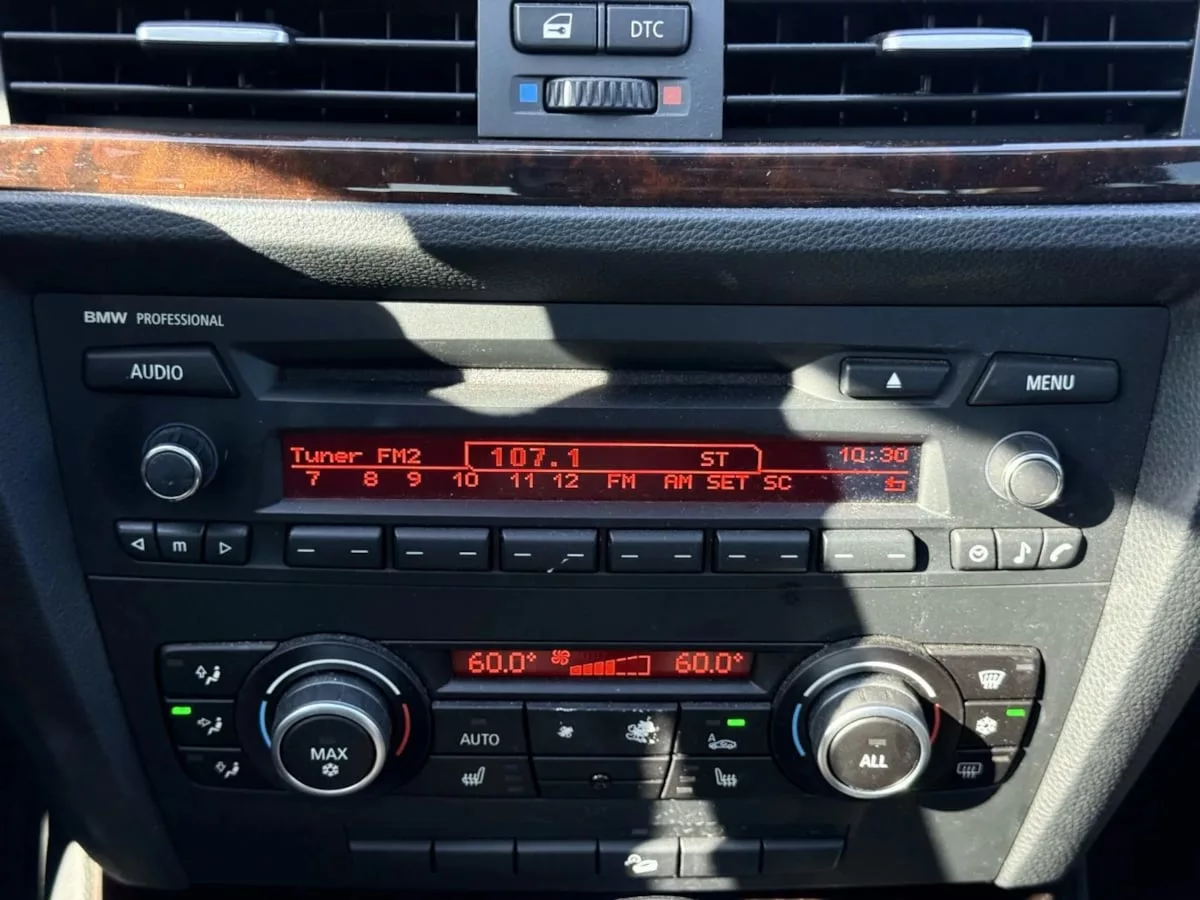 DTC
BMW PROFESSIONAL
AUDIO
MENU
Tuner FM2 107.1 ST 10:30
7 8 9 10 11 12 FM AM SET SC
m
60.0° 60.0°
MAX
AUTO
A
ALL